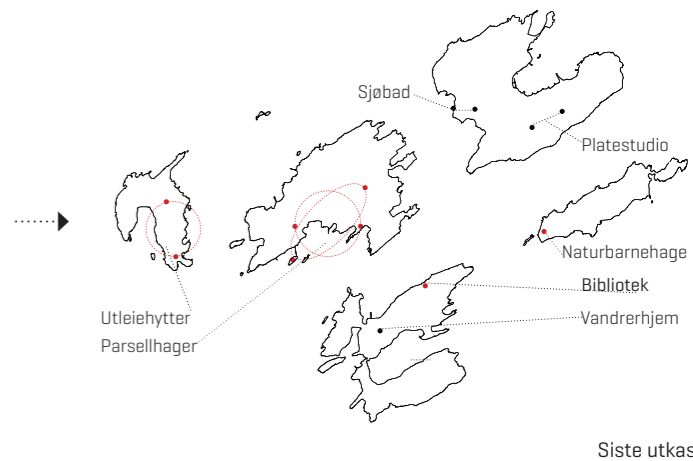 Sjøbad
Platestudio
Naturbarnehage
Bibliotek
Vandrerhjem
Utleiehytter
Parsellhager
Siste utkas